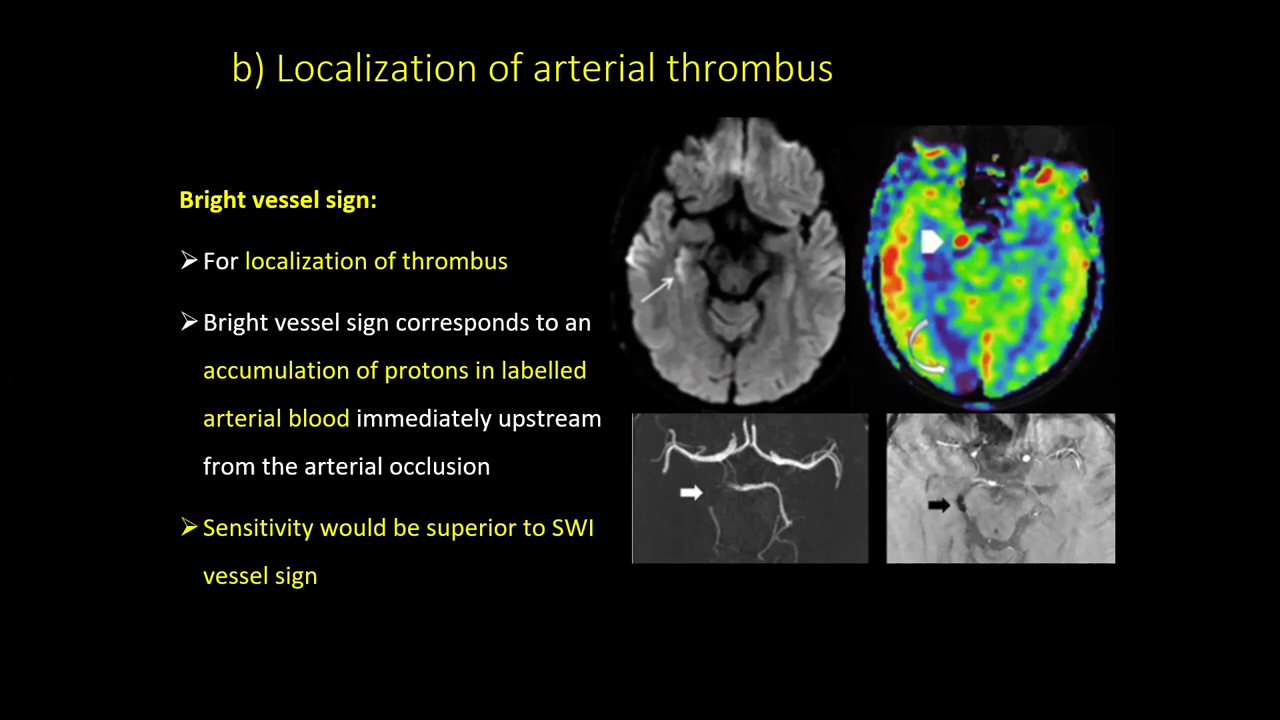 b) Localization of arterial thrombus
Bright vessel sign:
➢For localization of thrombus
➢Bright vessel sign corresponds to an
accumulation of protons in labelled
arterial blood immediately upstream
from the arterial occlusion
➢Sensitivity would be superior to SWI
vessel sign